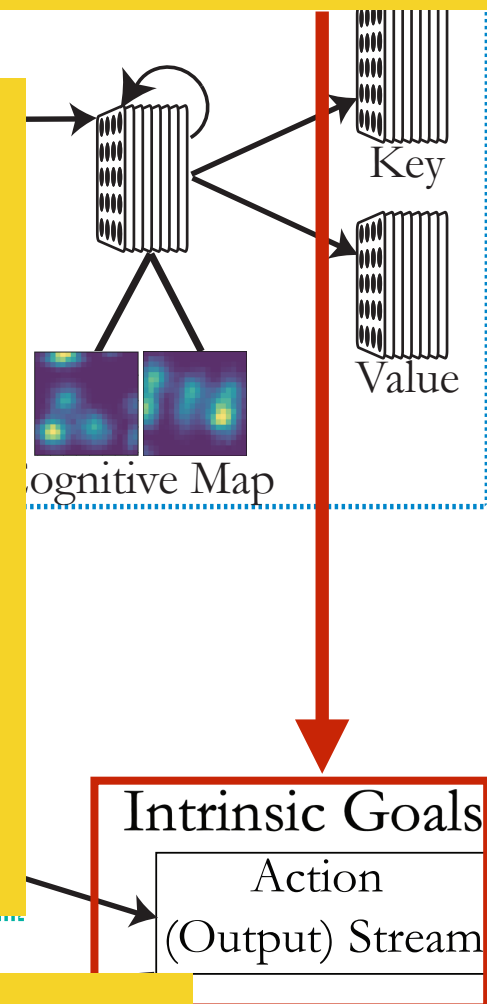 Key
Value
ognitive Map
Intrinsic Goals
Action
(Output) Stream